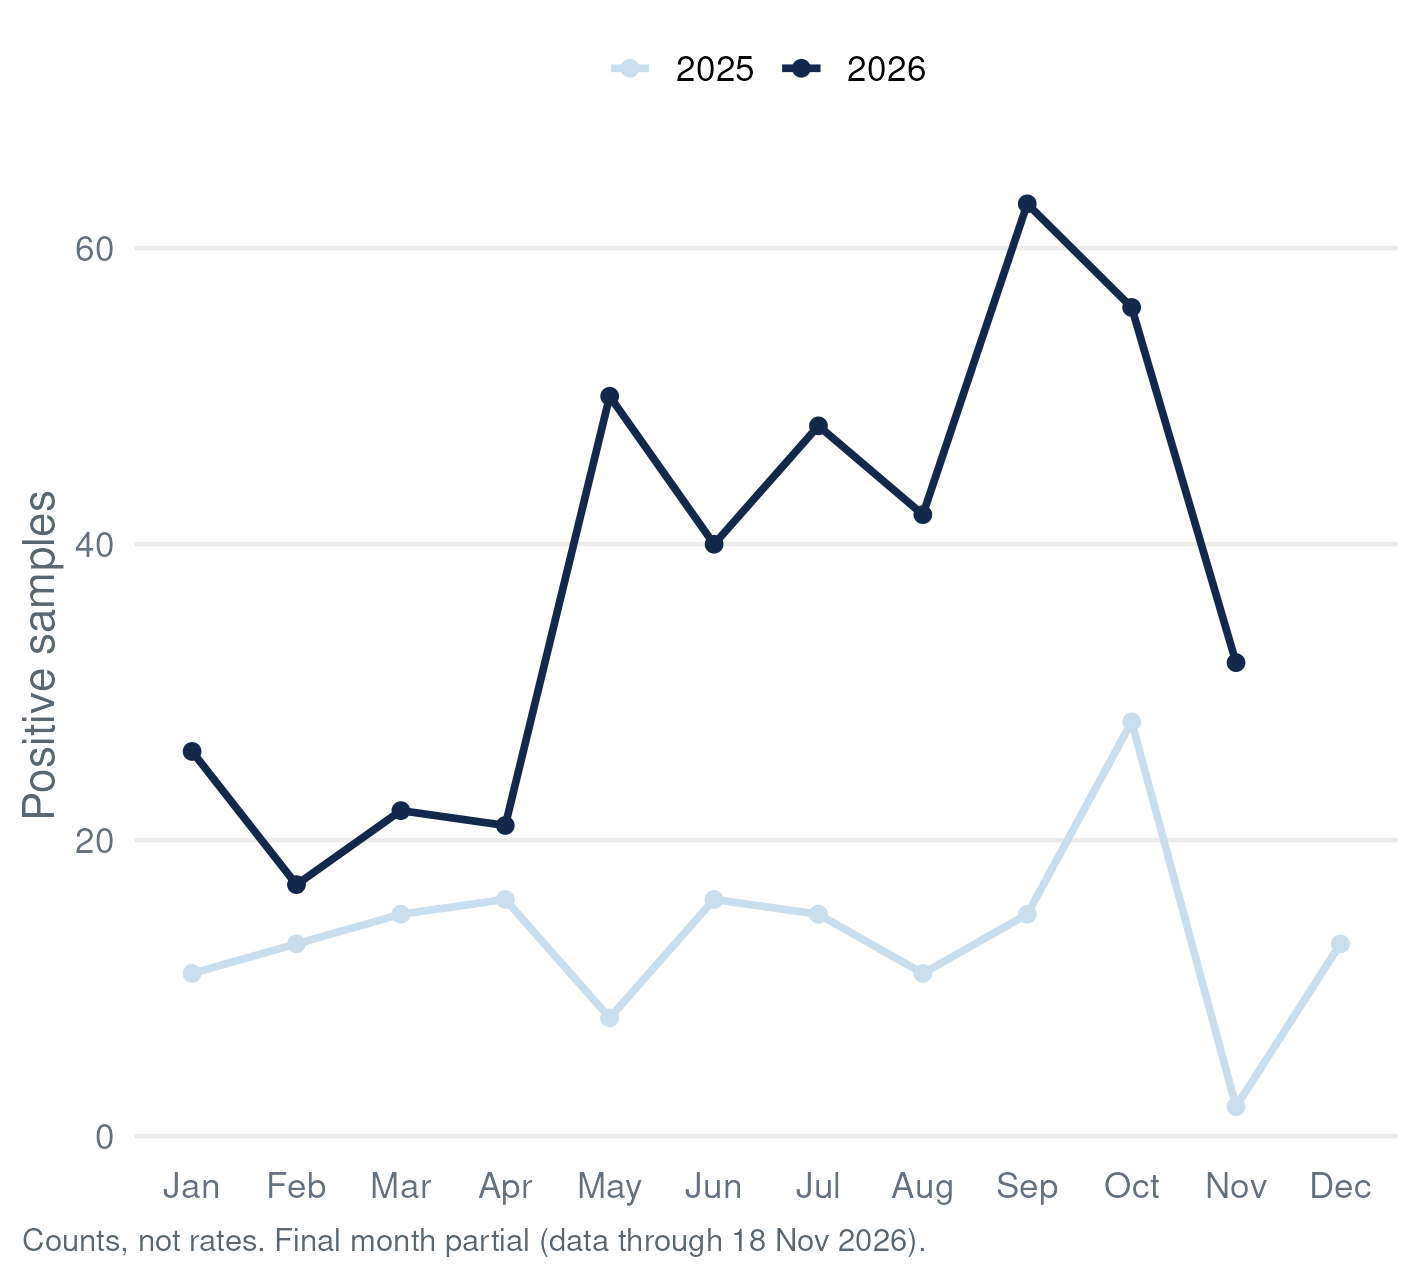 2025 2026
60
40
20
0
Positive samples
Jan Feb Mar Apr May Jun Jul Aug Sep Oct Nov Dec
Counts, not rates. Final month partial (data through 18 Nov 2026).